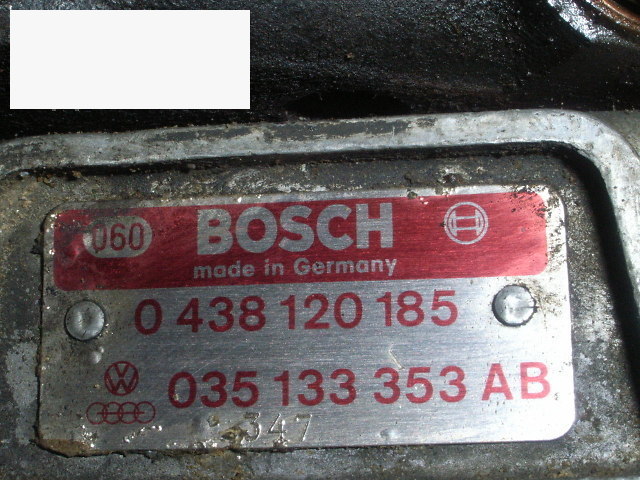 060 BOSCH
made in Germany
0 438 120 185
035 133 353 AB
347